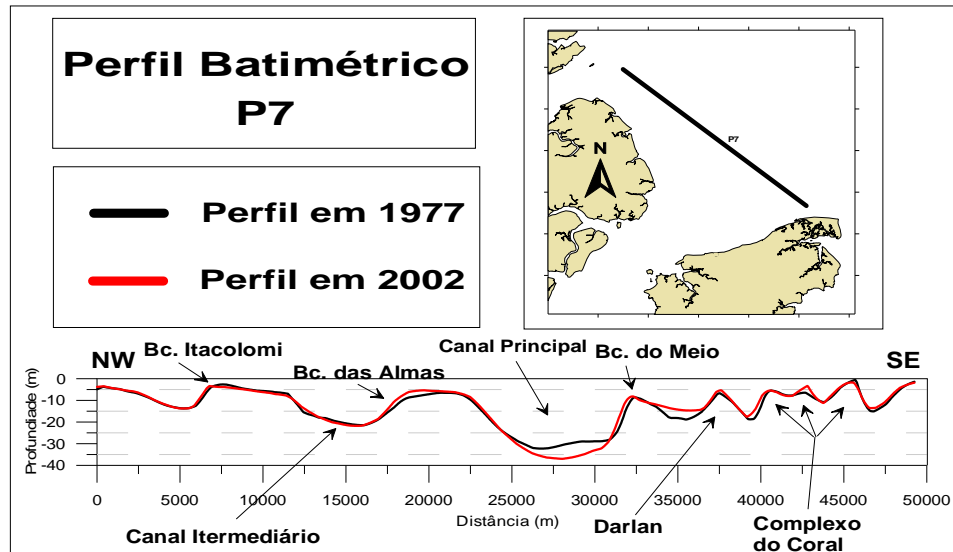 Perfil Batimétrico
P7
Perfil em 1977
Perfil em 2002
P7
N
NW
Bc. Itacolomi
Bc. das Almas
Canal Principal
Bc. do Meio
SE
Profundiade (m)
0
-10
-20
-30
-40
0 5000 10000 15000 20000 25000 30000 35000 40000 45000 50000
Distância (m)
Canal Itermediário
Darlan
Complexo
do Coral